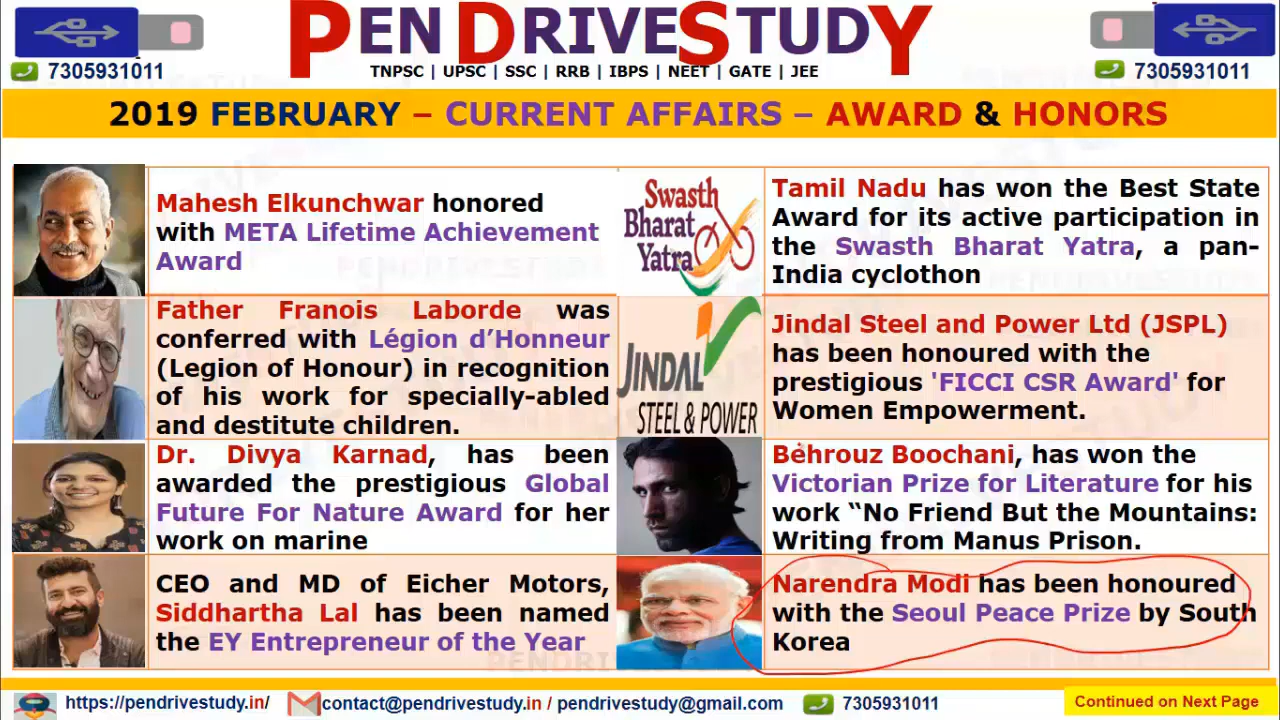 PENDRIVESTUDY
7305931011
TNPSC | UPSC | SSC | RRB | IBPS | NEET | GATE | JEE
7305931011
2019 FEBRUARY – CURRENT AFFAIRS – AWARD & HONORS
Mahesh Elkunchwar honored
with META Lifetime Achievement
Award
Swasth
Bharat
Yatra
Tamil Nadu has won the Best State
Award for its active participation in
the Swasth Bharat Yatra, a pan-
India cyclothon
Father Franois Laborde was
conferred with Légion d’Honneur
(Legion of Honour) in recognition
of his work for specially-abled
and destitute children.
JINDAL
STEEL & POWER
Jindal Steel and Power Ltd (JSPL)
has been honoured with the
prestigious 'FICCI CSR Award' for
Women Empowerment.
Dr. Divya Karnad, has been
awarded the prestigious Global
Future For Nature Award for her
work on marine
Behrouz Boochani, has won the
Victorian Prize for Literature for his
work “No Friend But the Mountains:
Writing from Manus Prison.
CEO and MD of Eicher Motors,
Siddhartha Lal has been named
the EY Entrepreneur of the Year
Narendra Modi has been honoured
with the Seoul Peace Prize by South
Korea
https://pendrivestudy.in/
contact@pendrivestudy.in / pendrivestudy@gmail.com
7305931011
Continued on Next Page